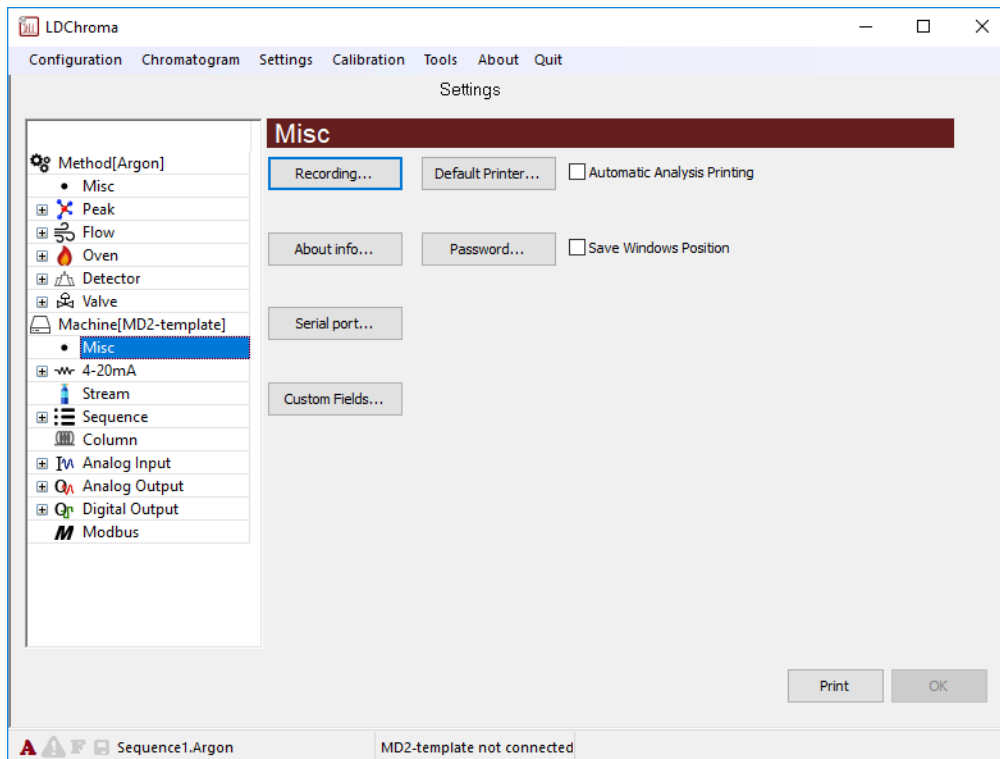 LDChroma
Configuration Chromatogram Settings Calibration Tools About Quit
Settings
Misc
Method[Argon]
Misc
Peak
Flow
Oven
Detector
Valve
Machine[MD2-template]
Misc
4-20mA
Stream
Sequence
Column
Analog Input
Analog Output
Digital Output
Modbus
Recording... Default Printer... Automatic Analysis Printing
About info... Password... Save Windows Position
Serial port...
Custom Fields...
Print OK
A F Sequence1.Argon MD2-template not connected